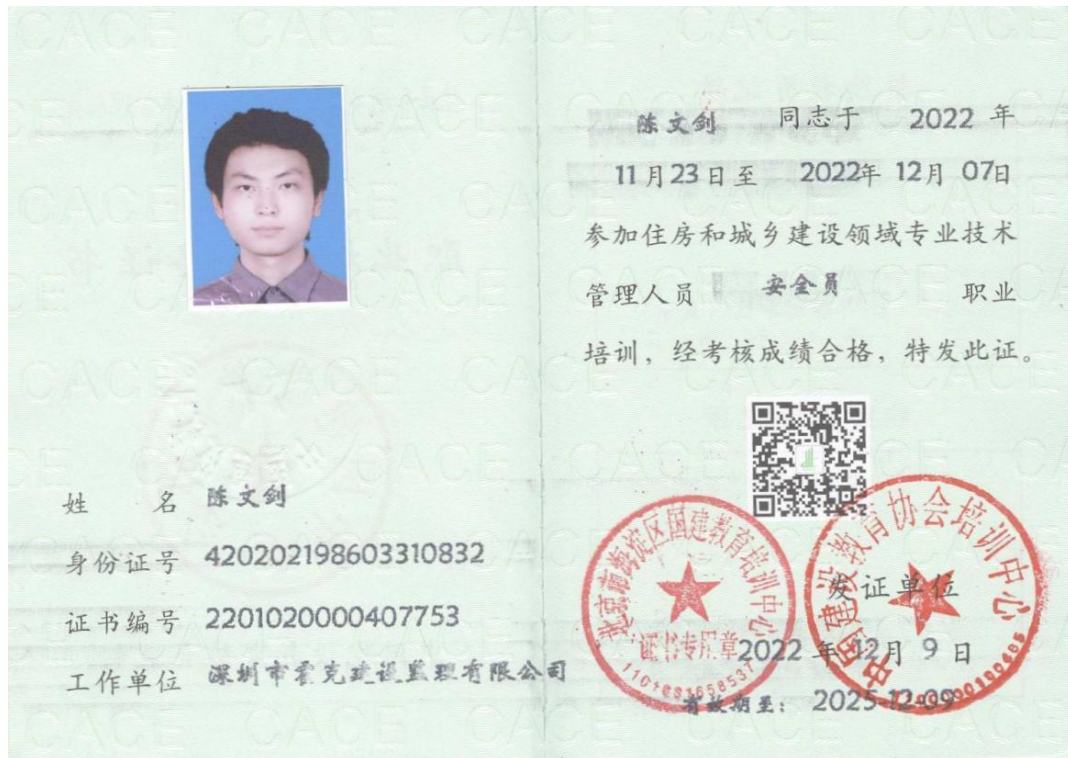 姓 名 陈文剑
身份证号 420202198603310832
证书编号 2201020000407753
工作单位 深圳市霍克建设监理有限公司
陈文剑 同志于 2022 年
11 月 23 日至 2022年 12月 07日
参加住房和城乡建设领域专业技术
管理人员 安全员 职业
培训，经考核成绩合格，特发此证。
北京市海淀区国建教育培训中心
证书专用章
中国建设教育协会培训中心
发证单位
2022 年 12月 9 日
有效期至： 2025-12-09
CACE